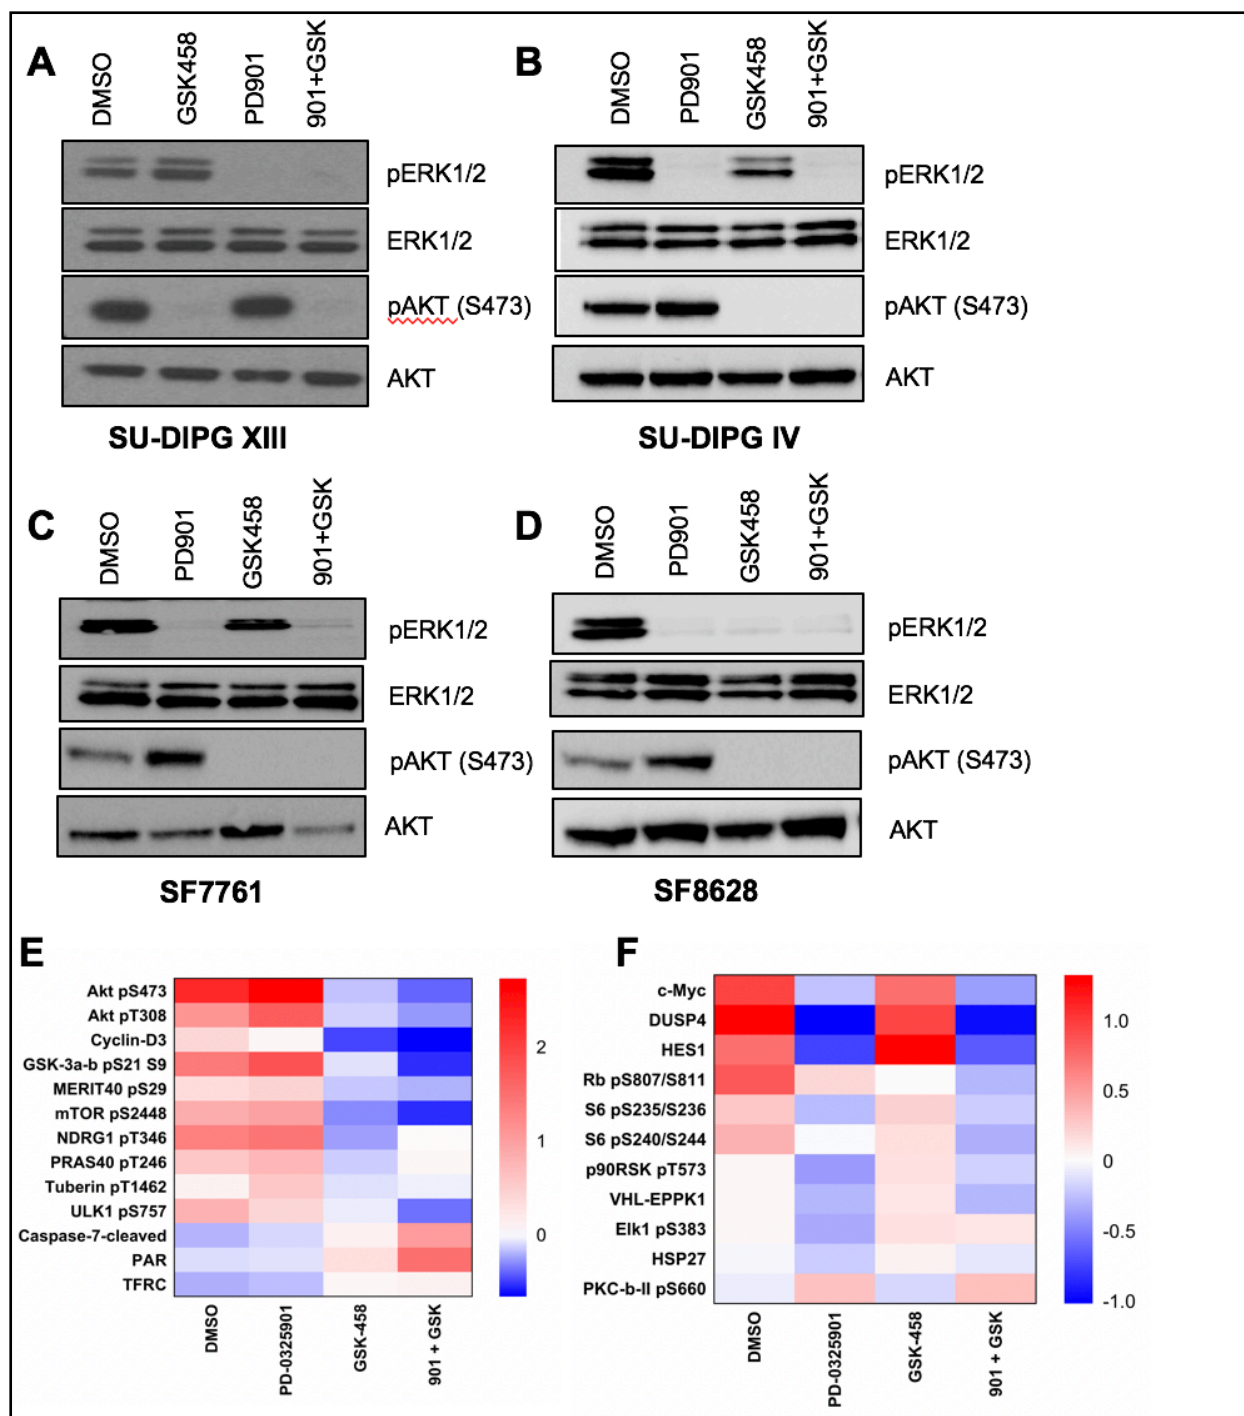 A
DMSO
GSK458
PD901
901+GSK
pERK1/2
ERK1/2
pAKT (S473)
AKT
SU-DIPG XIII
B
DMSO
PD901
GSK458
901+GSK
pERK1/2
ERK1/2
pAKT (S473)
AKT
SU-DIPG IV
C
DMSO
PD901
GSK458
901+GSK
pERK1/2
ERK1/2
pAKT (S473)
AKT
SF7761
D
DMSO
PD901
GSK458
901+GSK
pERK1/2
ERK1/2
pAKT (S473)
AKT
SF8628
E
Akt pS473
Akt pT308
Cyclin-D3
GSK-3a-b pS21 S9
MERIT40 pS29
mTOR pS2448
NDRG1 pT346
PRAS40 pT246
Tuberin pT1462
ULK1 pS757
Caspase-7-cleaved
PAR
TFRC
2
1
0
DMSO
PD-0325901
GSK-458
901 + GSK
F
c-Myc
DUSP4
HES1
Rb pS807/S811
S6 pS235/S236
S6 pS240/S244
p90RSK pT573
VHL-EPPK1
Elk1 pS383
HSP27
PKC-b-II pS660
1.0
0.5
0
-0.5
-1.0
DMSO
PD-0325901
GSK-458
901 + GSK